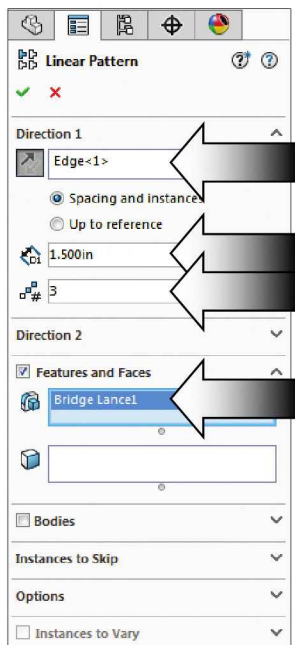 Linear Pattern
Direction 1
Edge<1>
Spacing and instances
Up to reference
D1
1.500in
#
3
Direction 2
Features and Faces
Bridge Lance1
Bodies
Instances to Skip
Options
Instances to Vary